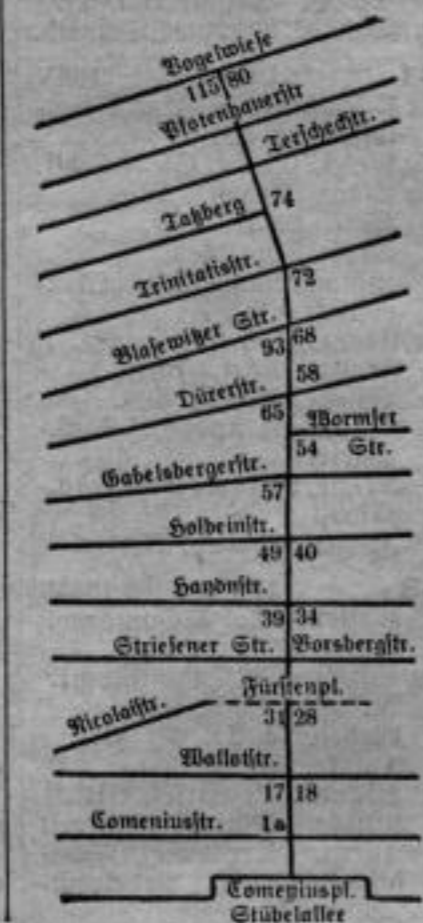 Vogelwiese
115 80
Pfotenhauerstr
Terscheckstr.
Tatzberg
74
Trinitatisstr.
72
Blasewitzer Str.
93 68
58
Dürerstr.
65
Wormser
54 Str.
Gabelsbergerstr.
57
Holbeinstr.
49 40
Haydnstr.
39 34
Striesener Str. Borsbergstr.
Fürstenpl.
Nicolaistr.
31 28
Wallotstr.
17 18
Comeniusstr. 1a
Comeniuspl.
Stübelallee